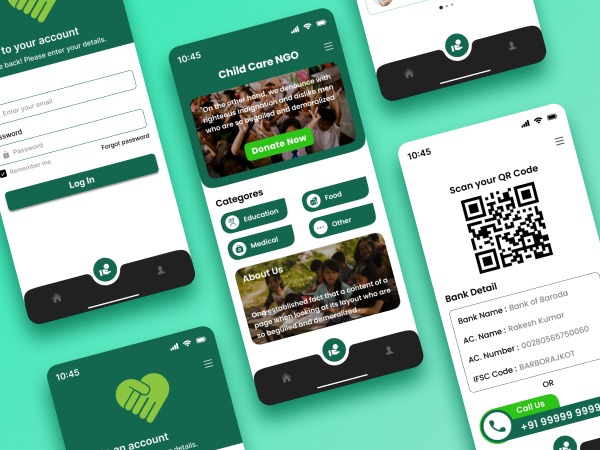 to your account
back! Please enter your details.
Enter your email
Password
Remember me
Forgot password
Log In
10:45
Child Care NGO
"On the other hand, we denounce with
righteous indignation and dislike men
who are so beguiled and demoralized
Donate Now
Categores
Education
Food
Medical
Other
About Us
Ong established fact that a content of a
page when looking at its layout who are
so beguiled and demoralized.
10:45
Scan your QR Code
Bank Detail
Bank Name : Bank of Baroda
AC. Name : Rakesh Kumar
AC. Number : 00280565750060
IFSC Code : BARBORAJKOT
OR
Call Us
+91 99999 9999
10:45
an account
details.